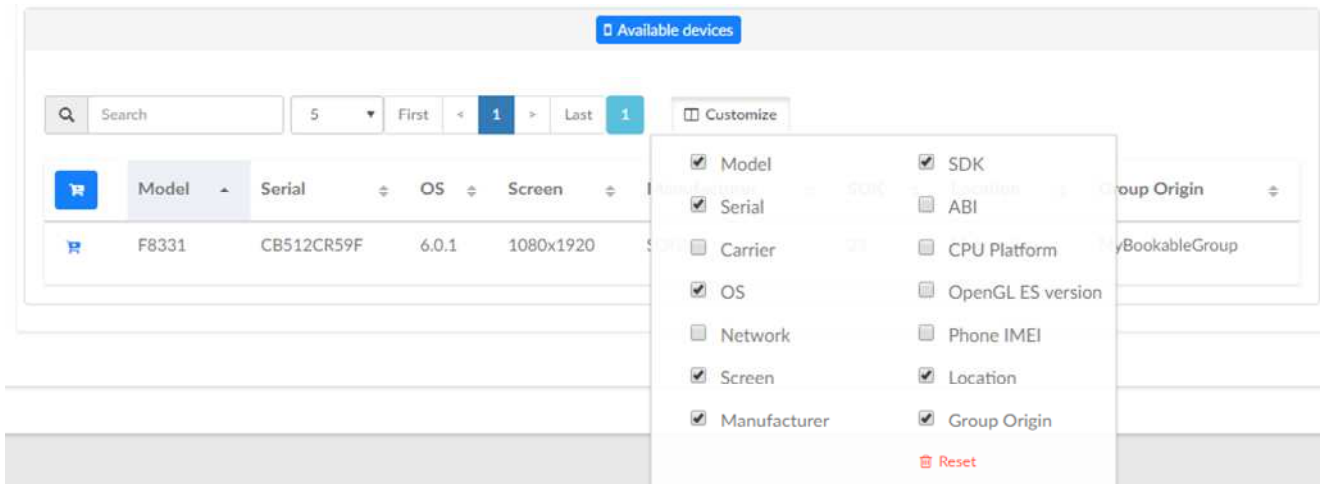 Available devices
Search 5 First < 1 > Last 1 Customize
Model Serial OS Screen Group Origin
F8331 CB512CR59F 6.0.1 1080x1920 MyBookableGroup
Model SDK
Serial ABI
Carrier CPU Platform
OS OpenGL ES version
Network Phone IMEI
Screen Location
Manufacturer Group Origin
Reset